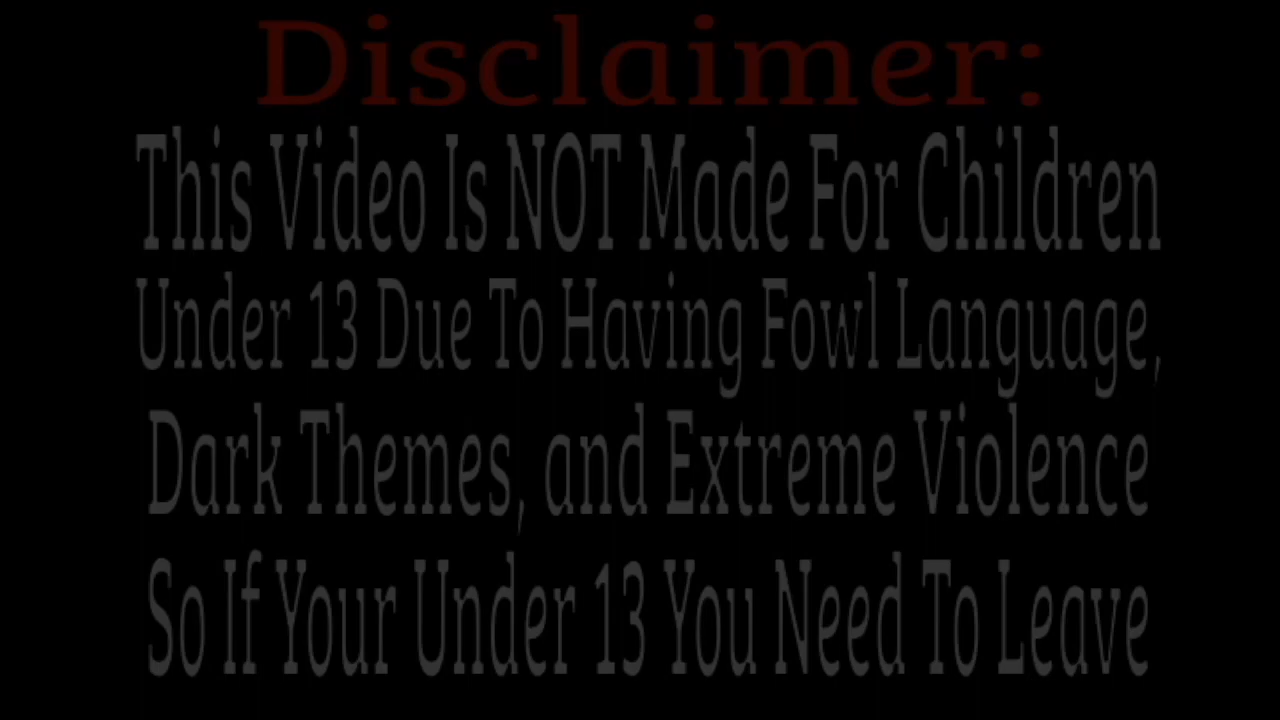 Disclaimer:
This Video Is NOT Made For Children
Under 13 Due To Having Fowl Language,
Dark Themes, and Extreme Violence
So If Your Under 13 You Need To Leave